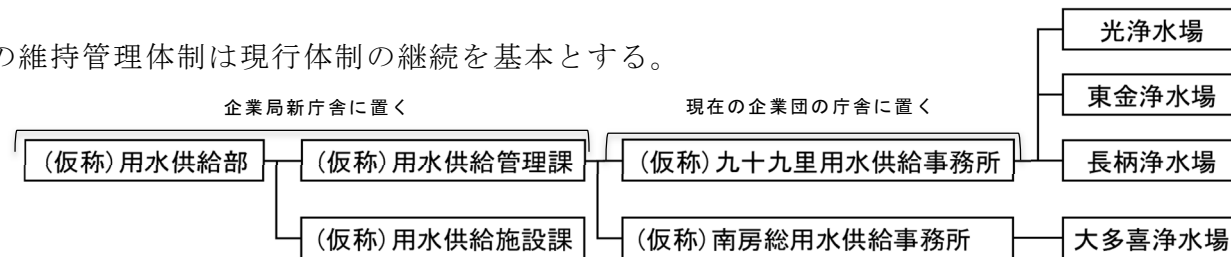 光浄水場
の維持管理体制は現行体制の継続を基本とする。
東金浄水場
企業局新庁舎に置く
現在の企業団の庁舎に置く
(仮称)用水供給部
(仮称)用水供給管理課
(仮称)九十九里用水供給事務所
長柄浄水場
(仮称)用水供給施設課
(仮称)南房総用水供給事務所
大多喜浄水場